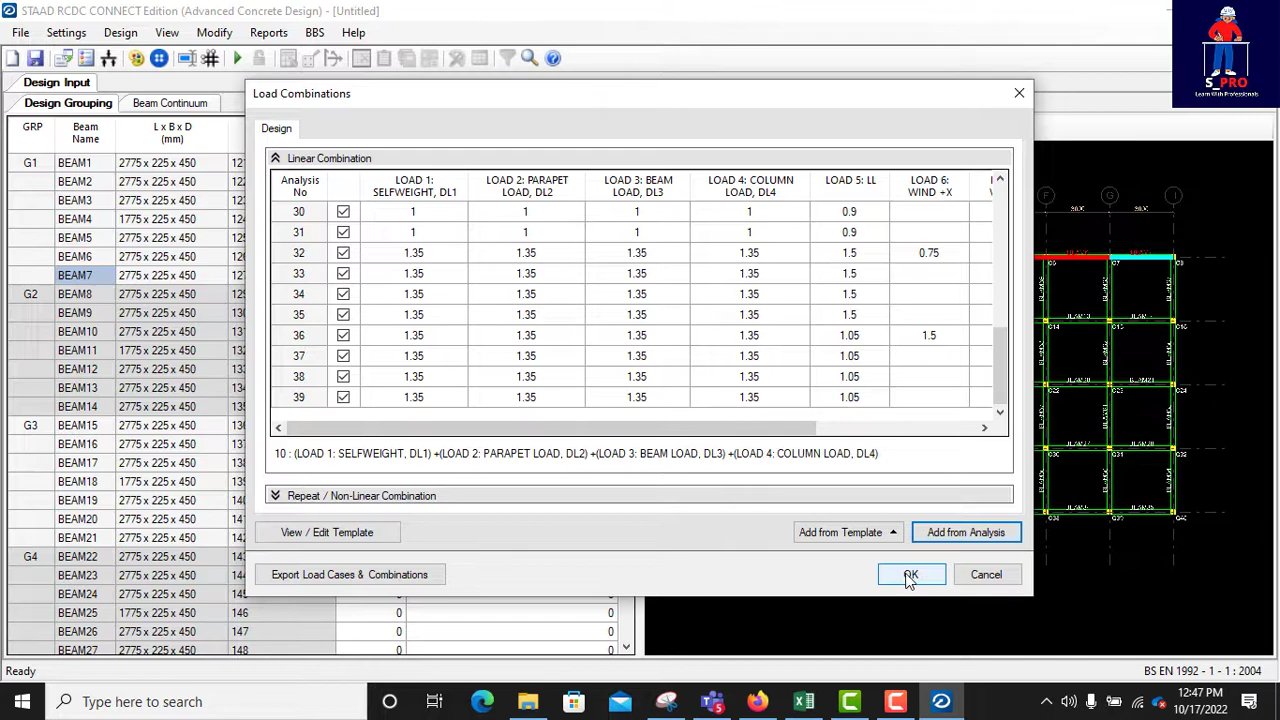 STAAD RCDC CONNECT Edition (Advanced Concrete Design) - [Untitled]
File Settings Design View Modify Reports BBS Help
Design Input
Design Grouping Beam Continuum
GRP Beam Name L x B x D (mm)
G1 BEAM1 2775 x 225 x 450
BEAM2 2775 x 225 x 450
BEAM3 2775 x 225 x 450
BEAM4 1775 x 225 x 450
BEAM5 2775 x 225 x 450
BEAM6 2775 x 225 x 450
BEAM7 2775 x 225 x 450
G2 BEAM8 2775 x 225 x 450
BEAM9 2775 x 225 x 450
BEAM10 2775 x 225 x 450
BEAM11 1775 x 225 x 450
BEAM12 2775 x 225 x 450
BEAM13 2775 x 225 x 450
BEAM14 2775 x 225 x 450
G3 BEAM15 2775 x 225 x 450
BEAM16 2775 x 225 x 450
BEAM17 2775 x 225 x 450
BEAM18 1775 x 225 x 450
BEAM19 2775 x 225 x 450
BEAM20 2775 x 225 x 450
BEAM21 2775 x 225 x 450
G4 BEAM22 2775 x 225 x 450
BEAM23 2775 x 225 x 450
BEAM24 2775 x 225 x 450
BEAM25 1775 x 225 x 450 146 0 0
BEAM26 2775 x 225 x 450 147 0 0
BEAM27 2775 x 225 x 450 148 0 0
Load Combinations
Design
Linear Combination
Analysis No LOAD 1: SELFWEIGHT, DL1 LOAD 2: PARAPET LOAD, DL2 LOAD 3: BEAM LOAD, DL3 LOAD 4: COLUMN LOAD, DL4 LOAD 5: LL LOAD 6: WIND +X
30 1 1 1 1 0.9
31 1 1 1 1 0.9
32 1.35 1.35 1.35 1.35 1.5 0.75
33 1.35 1.35 1.35 1.35 1.5
34 1.35 1.35 1.35 1.35 1.5
35 1.35 1.35 1.35 1.35 1.5
36 1.35 1.35 1.35 1.35 1.05 1.5
37 1.35 1.35 1.35 1.35 1.05
38 1.35 1.35 1.35 1.35 1.05
39 1.35 1.35 1.35 1.35 1.05
10 : (LOAD 1: SELFWEIGHT, DL1) +(LOAD 2: PARAPET LOAD, DL2) +(LOAD 3: BEAM LOAD, DL3) +(LOAD 4: COLUMN LOAD, DL4)
Repeat / Non-Linear Combination
View / Edit Template Add from Template Add from Analysis
Export Load Cases & Combinations OK Cancel
S_PRO
Learn With Professionals
Ready BS EN 1992 - 1 - 1 : 2004
Type here to search
12:47 PM
10/17/2022